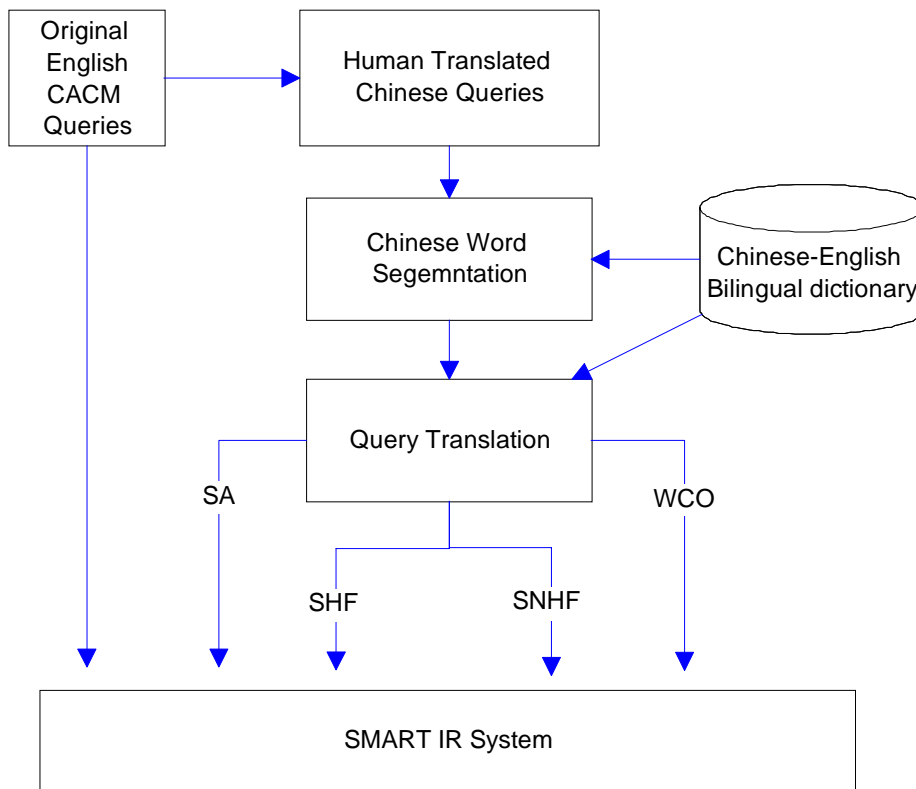 Original
English
CACM
Queries
Human Translated
Chinese Queries
Chinese Word
Segemntation
Chinese-English
Bilingual dictionary
Query Translation
SA
WCO
SHF
SNHF
SMART IR System